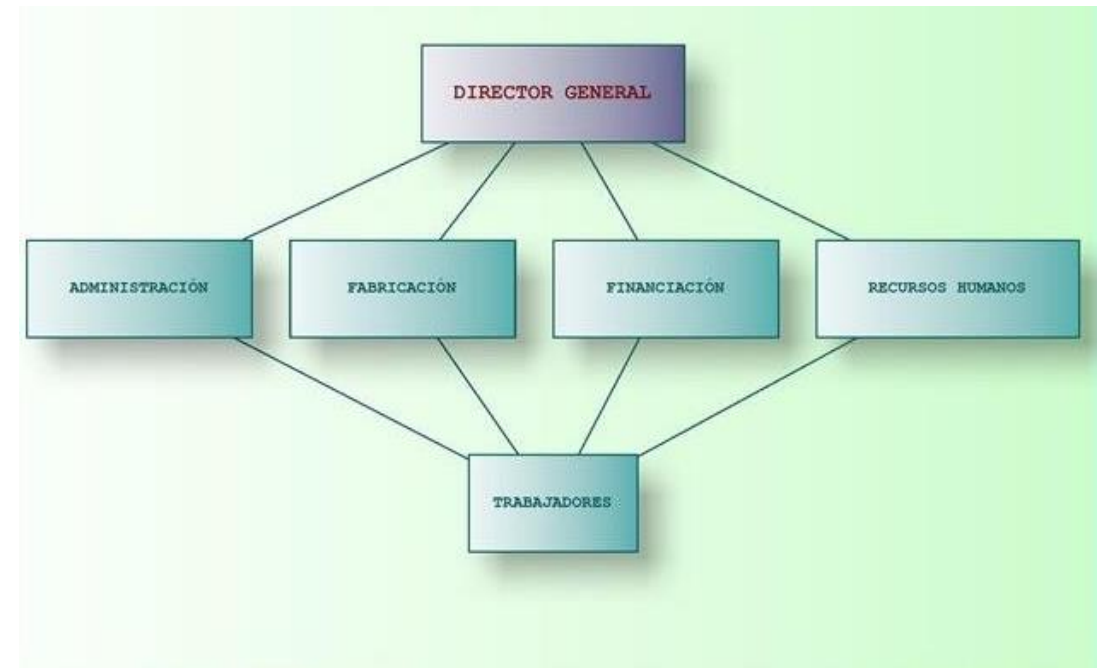 DIRECTOR GENERAL
ADMINISTRACIÓN
FABRICACIÓN
FINANCIACIÓN
RECURSOS HUMANOS
TRABAJADORES